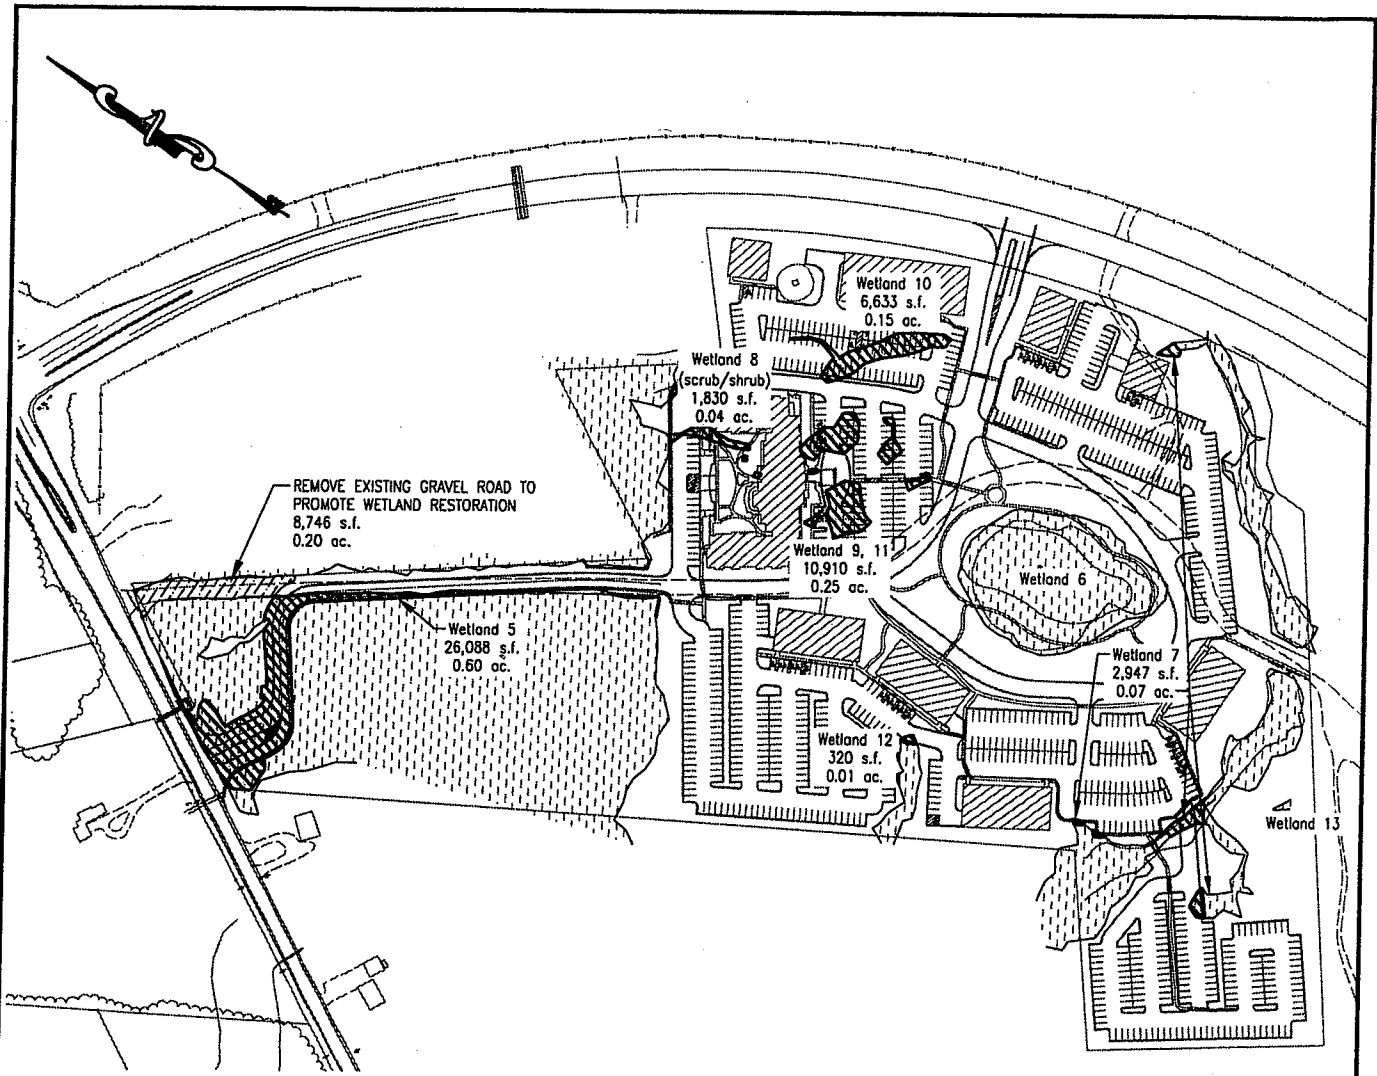 Wetland 10
6,633 s.f.
0.15 ac.
Wetland 8
(scrub/shrub)
1,830 s.f.
0.04 ac.
REMOVE EXISTING GRAVEL ROAD TO
PROMOTE WETLAND RESTORATION
8,746 s.f.
0.20 ac.
Wetland 9, 11
10,910 s.f.
0.25 ac.
Wetland 6
Wetland 5
26,088 s.f.
0.60 ac.
Wetland 7
2,947 s.f.
0.07 ac.
Wetland 12
320 s.f.
0.01 ac.
Wetland 13